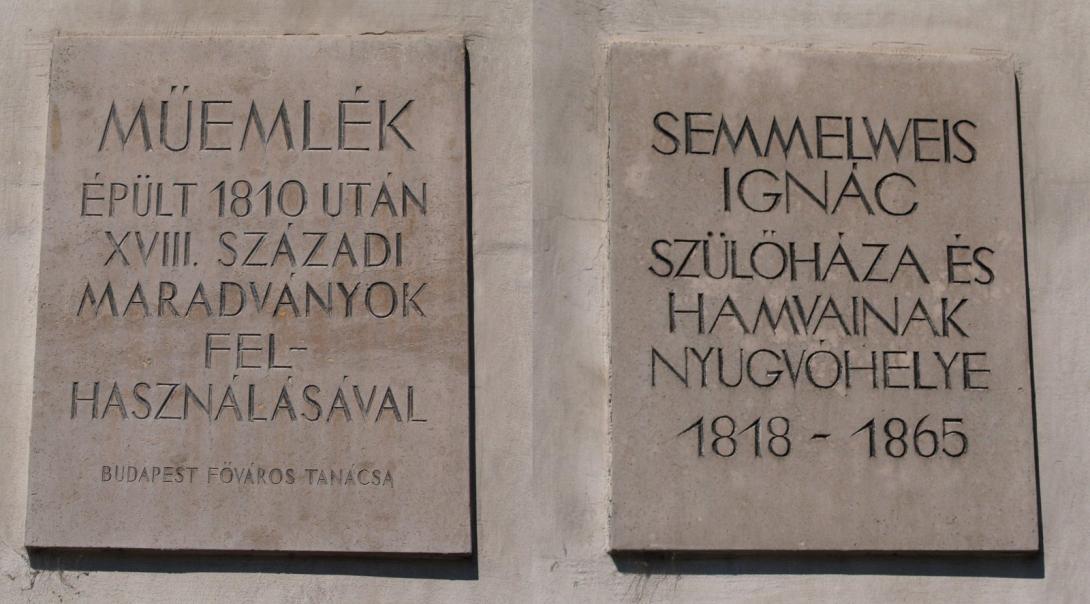 MŰEMLÉK
ÉPÜLT 1810 UTÁN
XVIII. SZÁZADI
MARADVÁNYOK
FEL-
HASZNÁLÁSÁVAL
BUDAPEST FŐVÁROS TANÁCSA
SEMMELWEIS
IGNÁC
SZÜLŐHÁZA ÉS
HAMVAINAK
NYUGVÓHELYE
1818 - 1865